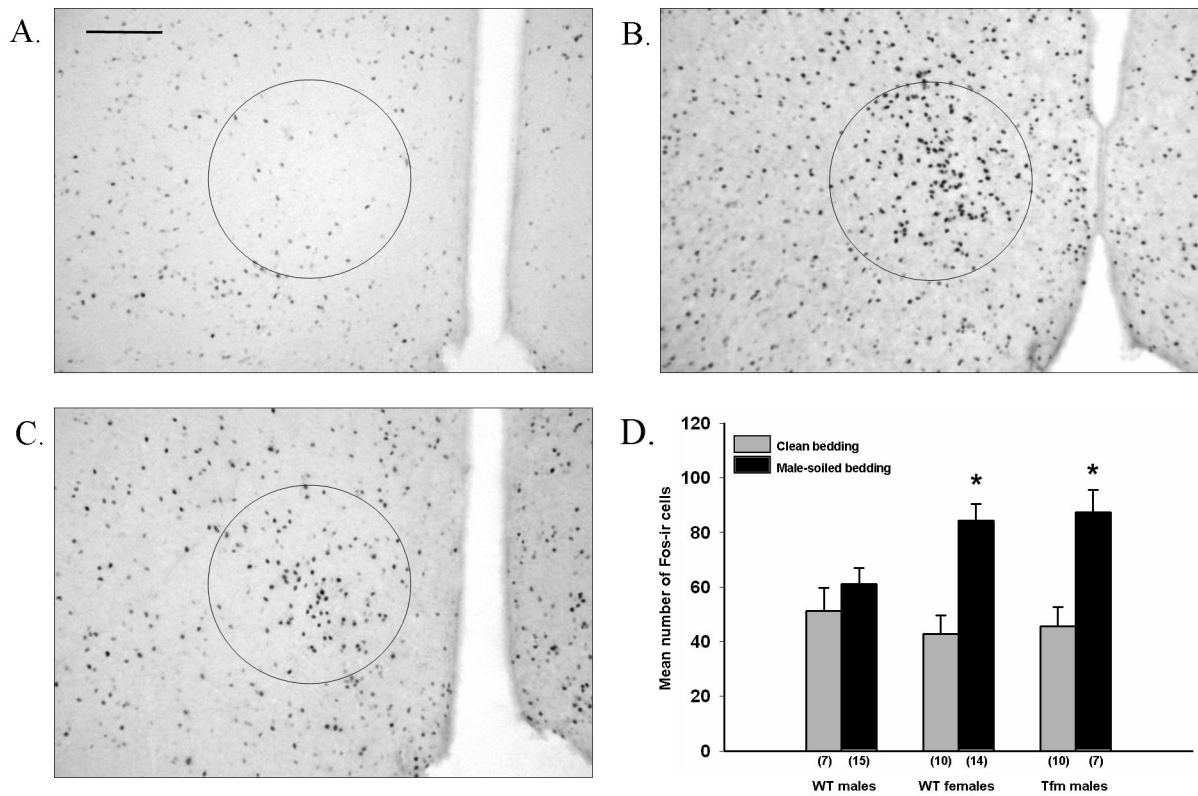 A.
B.
C.
D.
120
100
80
60
40
20
0
Mean number of Fos-ir cells
Clean bedding
Male-soiled bedding
*
*
(7) (15) (10) (14) (10) (7)
WT males WT females Tfm males